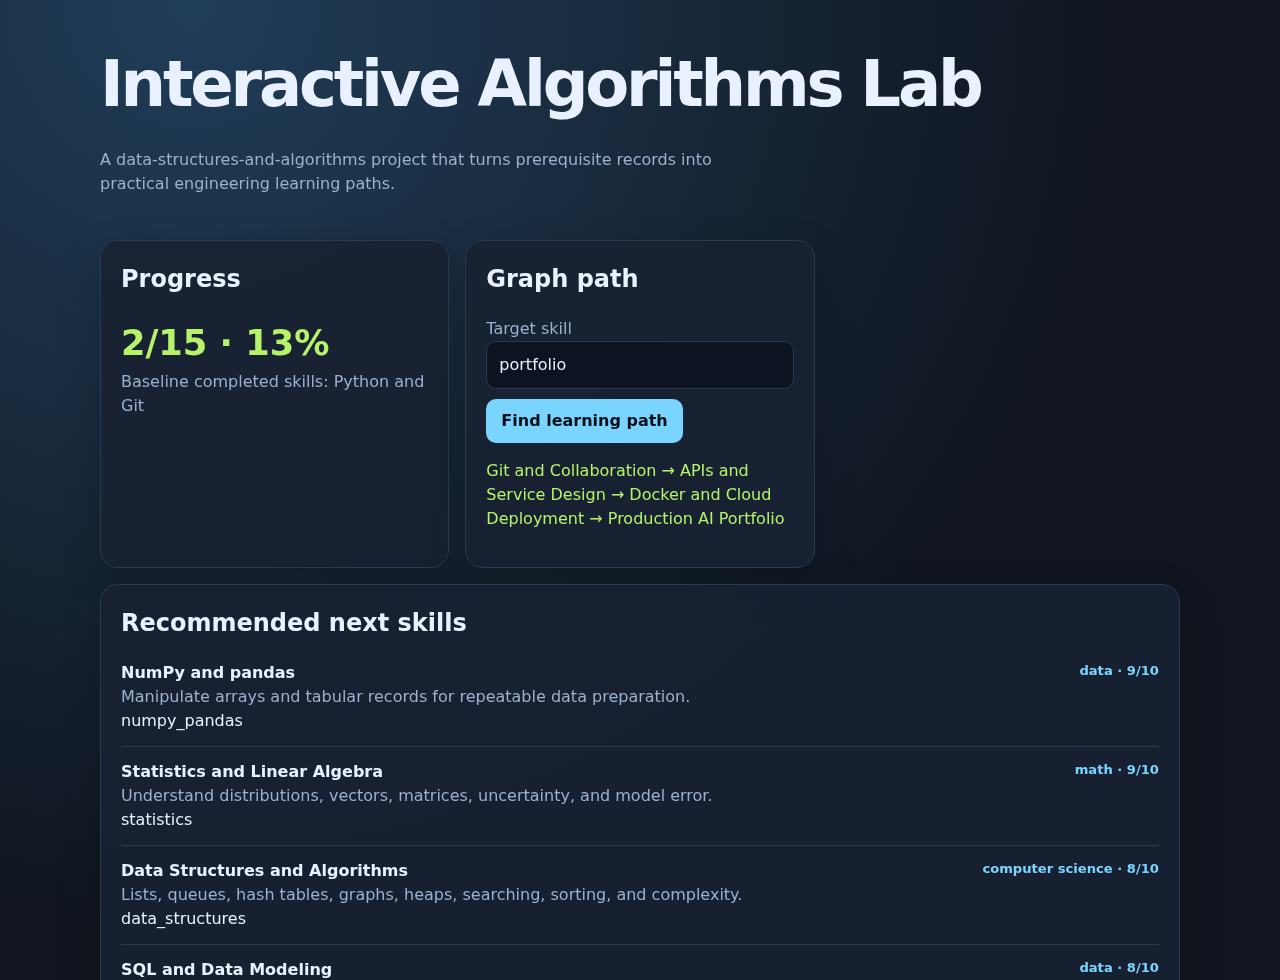 Interactive Algorithms Lab
A data-structures-and-algorithms project that turns prerequisite records into
practical engineering learning paths.
Progress
2/15 · 13%
Baseline completed skills: Python and
Git
Graph path
Target skill
portfolio
Find learning path
Git and Collaboration → APIs and
Service Design → Docker and Cloud
Deployment → Production AI Portfolio
Recommended next skills
NumPy and pandas
data · 9/10
Manipulate arrays and tabular records for repeatable data preparation.
numpy_pandas
Statistics and Linear Algebra
math · 9/10
Understand distributions, vectors, matrices, uncertainty, and model error.
statistics
Data Structures and Algorithms
computer science · 8/10
Lists, queues, hash tables, graphs, heaps, searching, sorting, and complexity.
data_structures
SQL and Data Modeling
data · 8/10